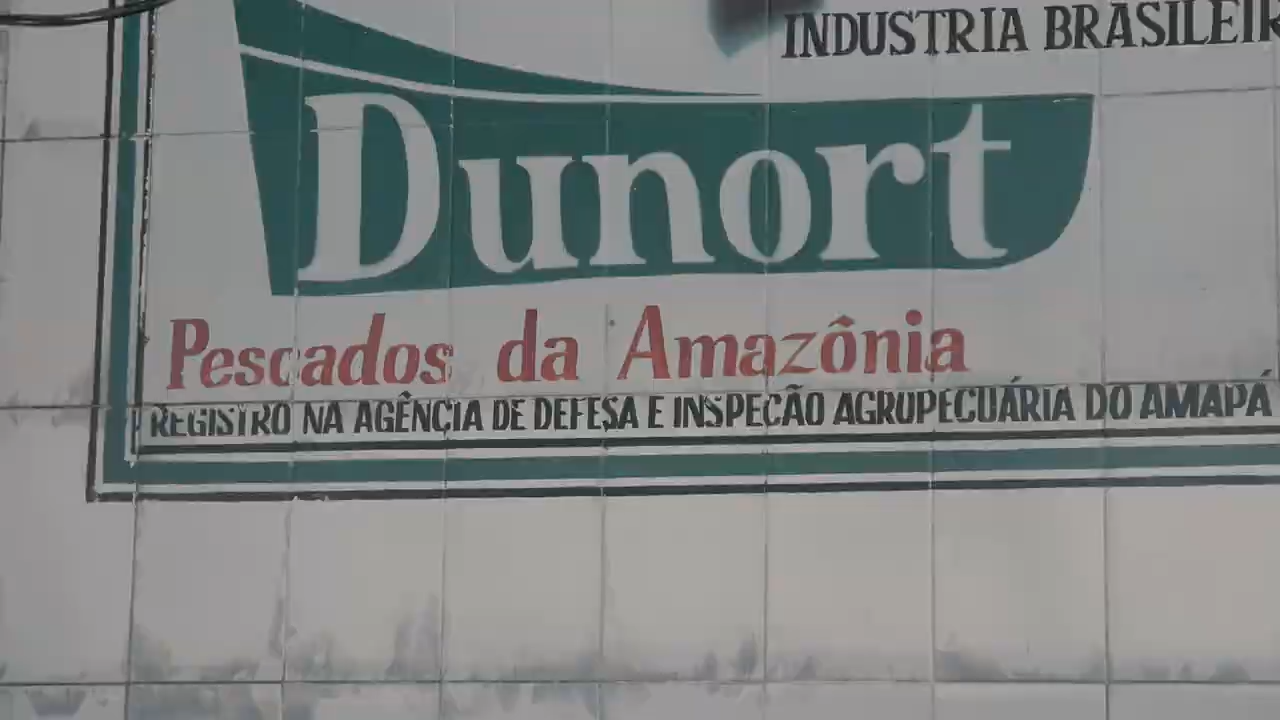 INDUSTRIA BRASILEIR
Dunort
Pescados da Amazônia
REGISTRO NA AGÊNCIA DE DEFESA E INSPEÇÃO AGROPECUÁRIA DO AMAPÁ